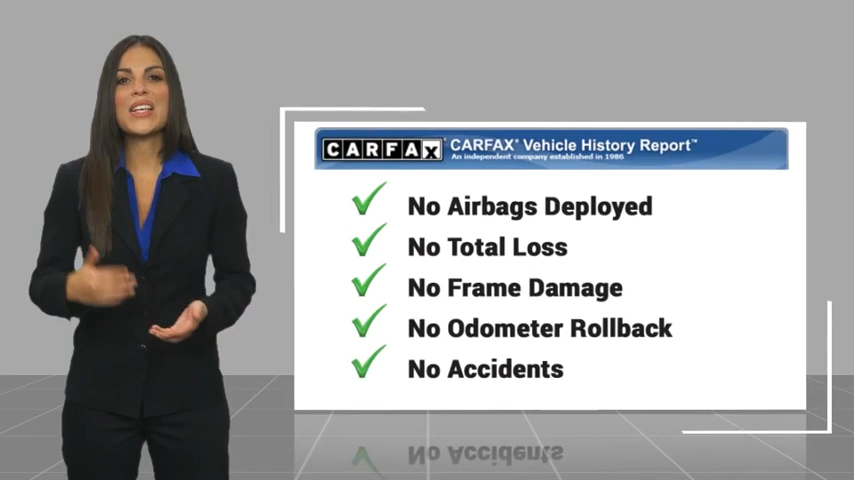 CARFAX CARFAX® Vehicle History Report™
An independent company established in 1986
No Airbags Deployed
No Total Loss
No Frame Damage
No Odometer Rollback
No Accidents
No Accidents